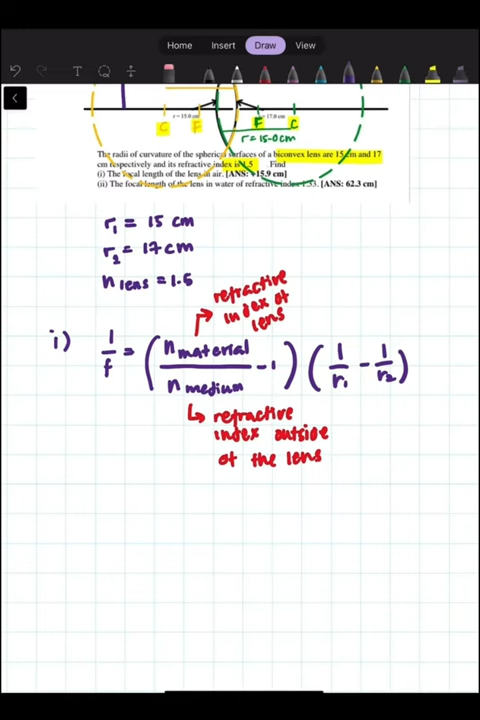 Home Insert Draw View
r = 15.0 cm
r = 17.0 cm
C F F C
r = 15.0 cm
The radii of curvature of the spherical surfaces of a biconvex lens are 15 cm and 17
cm respectively and its refractive index is 1.5 Find
(i) The focal length of the lens in air. [ANS: +15.9 cm]
(ii) The focal length of the lens in water of refractive index 1.33. [ANS: 62.3 cm]
r1 = 15 cm
r2 = 17 cm
n lens = 1.5
refractive
index of
lens
i) 1/f = (n material / n medium - 1) (1/r1 - 1/r2)
refractive
index outside
of the lens